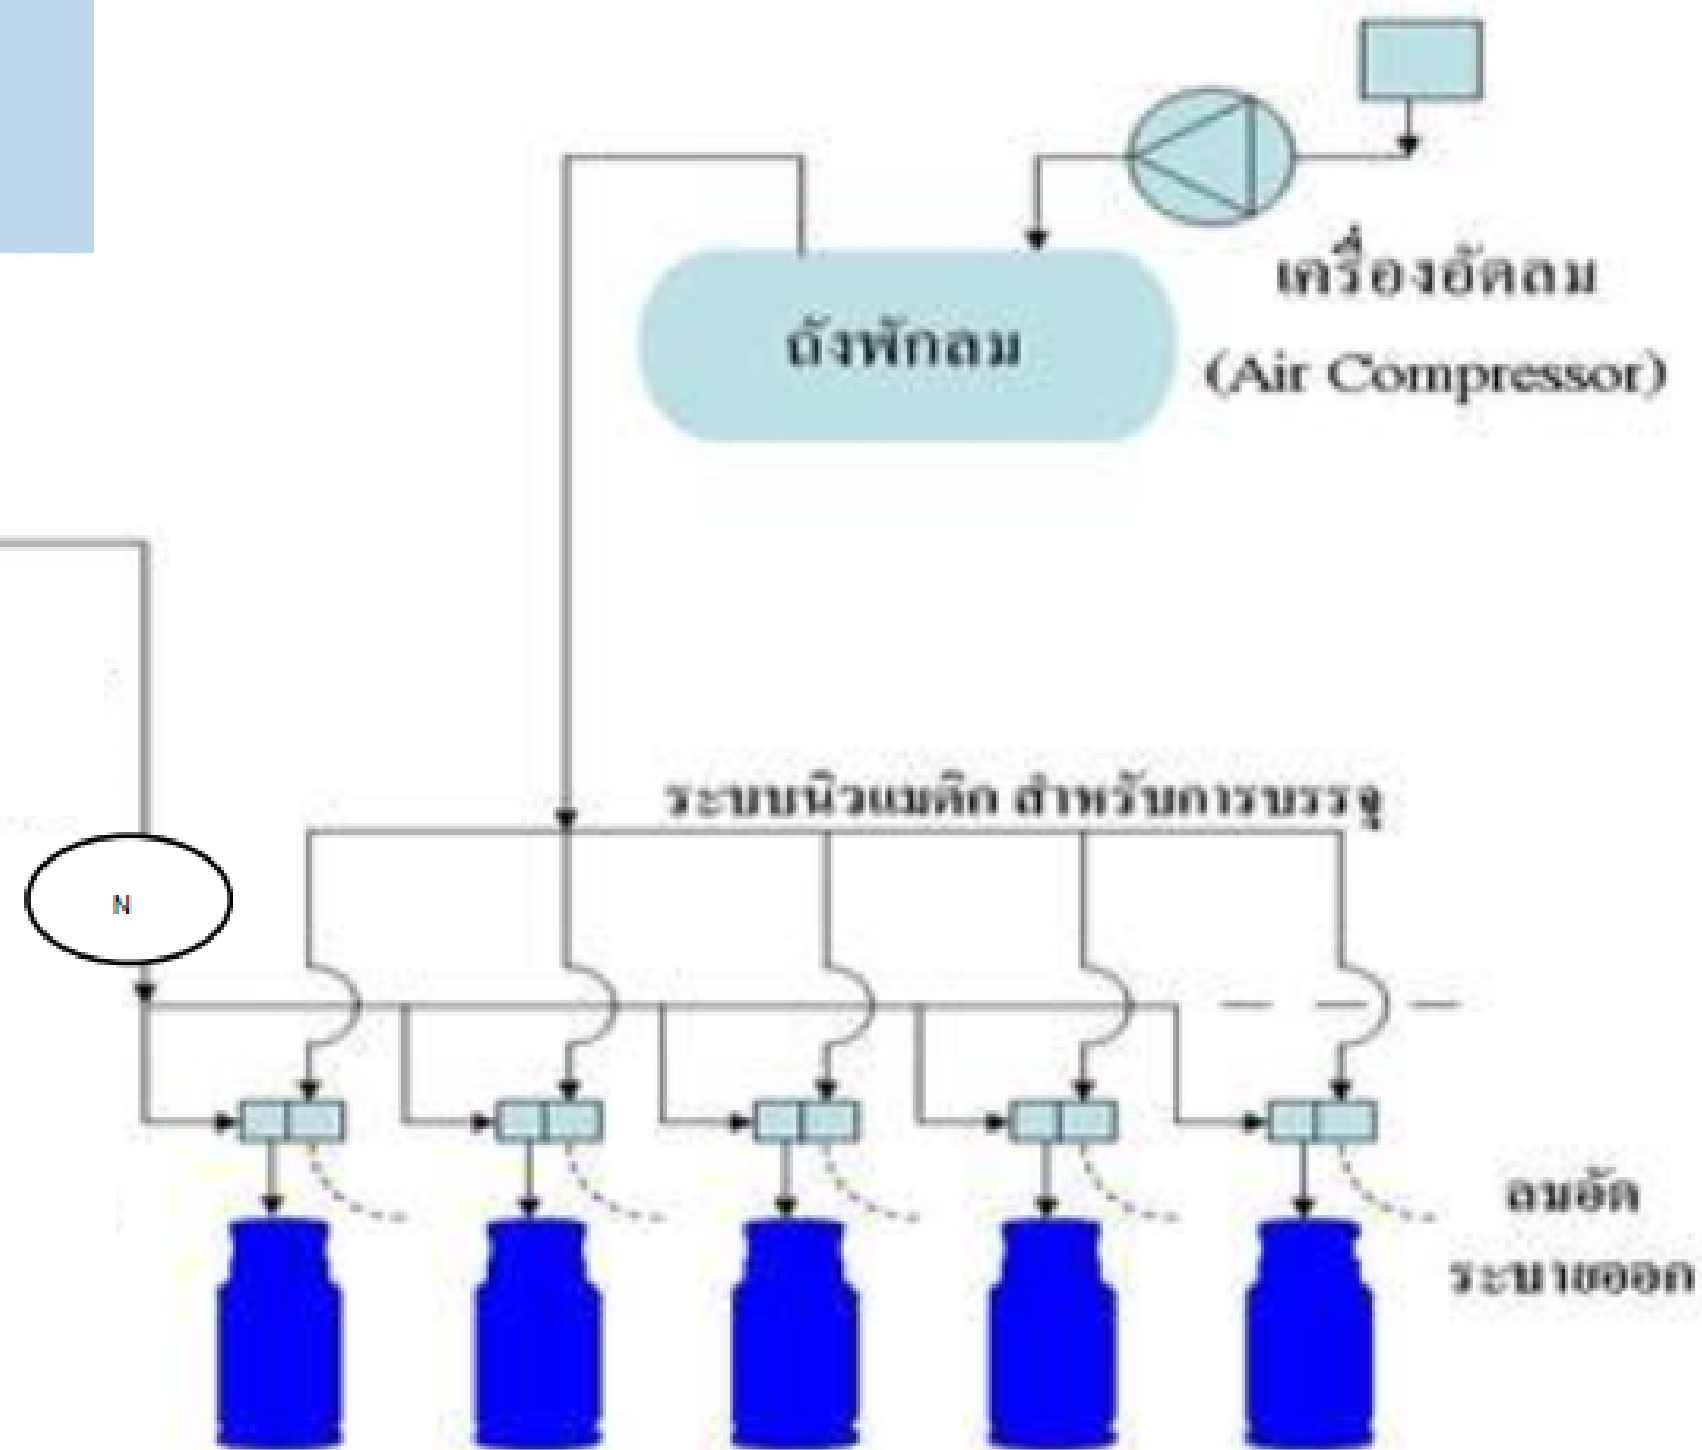 เครื่องอัดลม
ถังพักลม
(Air Compressor)
ระบบนิวแมติก สำหรับการบรรจุ
N
ลมอัด
ระบายออก